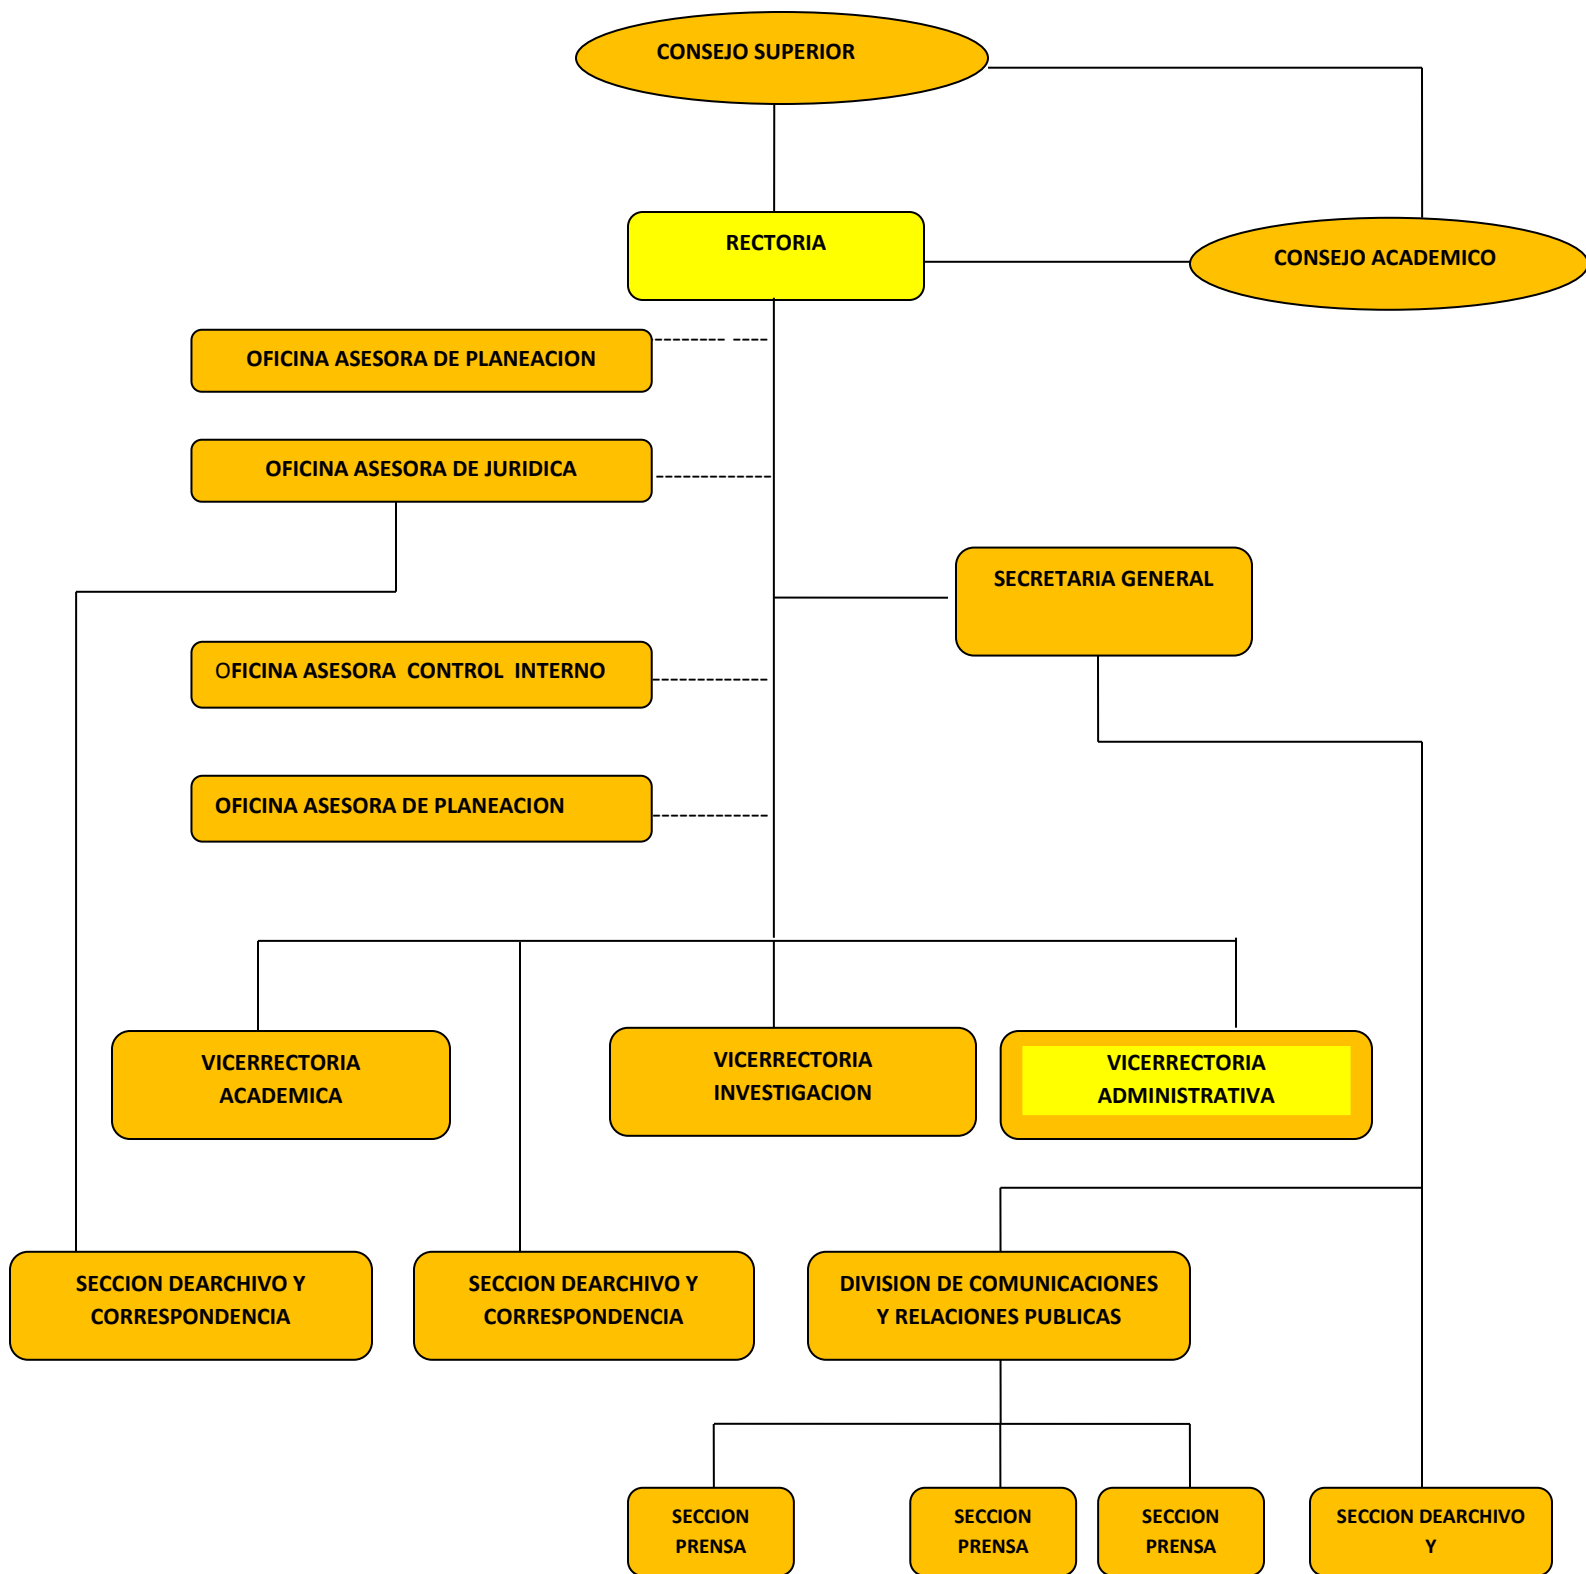 CONSEJO SUPERIOR
RECTORIA
CONSEJO ACADEMICO
OFICINA ASESORA DE PLANEACION
OFICINA ASESORA DE JURIDICA
SECRETARIA GENERAL
OFICINA ASESORA CONTROL INTERNO
OFICINA ASESORA DE PLANEACION
VICERRECTORIA
ACADEMICA
VICERRECTORIA
INVESTIGACION
VICERRECTORIA
ADMINISTRATIVA
SECCION DEARCHIVO Y
CORRESPONDENCIA
SECCION DEARCHIVO Y
CORRESPONDENCIA
DIVISION DE COMUNICACIONES
Y RELACIONES PUBLICAS
SECCION
PRENSA
SECCION
PRENSA
SECCION
PRENSA
SECCION DEARCHIVO
Y